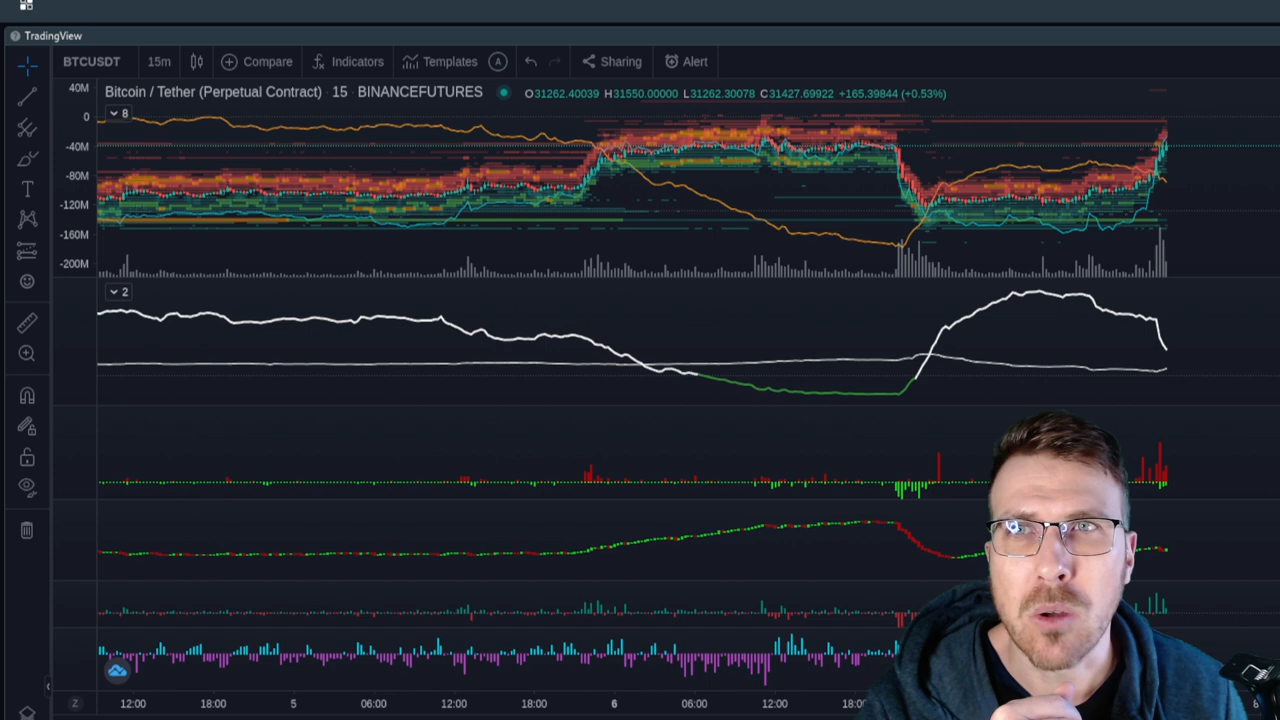 TradingView
BTCUSDT 15m Compare Indicators Templates A Sharing Alert
Bitcoin / Tether (Perpetual Contract) · 15 · BINANCEFUTURES O31262.40039 H31550.00000 L31262.30078 C31427.69922 +165.39844 (+0.53%)
8
40M
0
-40M
-80M
-120M
-160M
-200M
2
Z 12:00 18:00 5 06:00 12:00 18:00 6 06:00 12:00 18:00 8